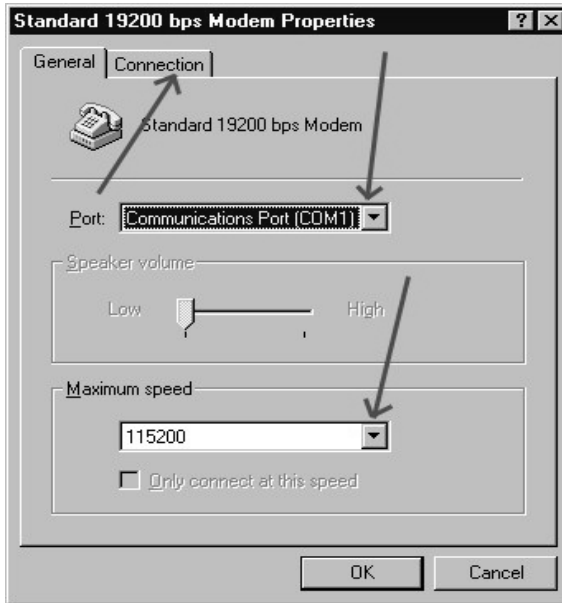 Standard 19200 bps Modem Properties
General Connection
Standard 19200 bps Modem
Port: Communications Port (COM1)
Speaker volume
Low High
Maximum speed
115200
Only connect at this speed
OK Cancel